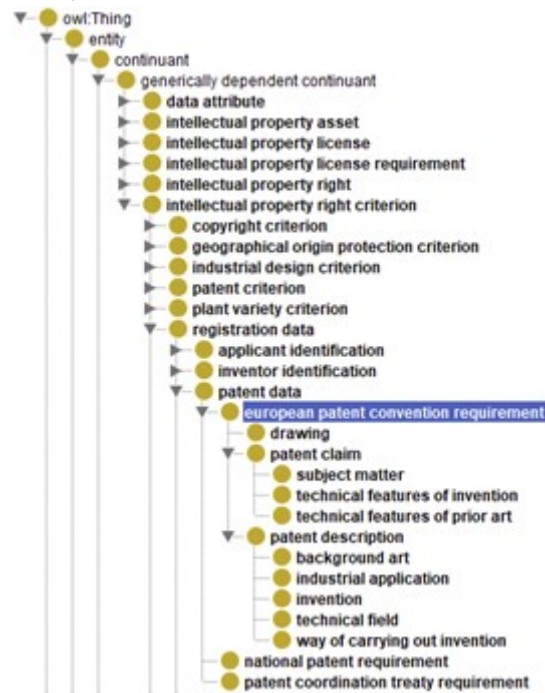 owl:Thing
entity
continuant
generically dependent continuant
data attribute
intellectual property asset
intellectual property license
intellectual property license requirement
intellectual property right
intellectual property right criterion
copyright criterion
geographical origin protection criterion
industrial design criterion
patent criterion
plant variety criterion
registration data
applicant identification
inventor identification
patent data
european patent convention requirement
drawing
patent claim
subject matter
technical features of invention
technical features of prior art
patent description
background art
industrial application
invention
technical field
way of carrying out invention
national patent requirement
patent coordination treaty requirement